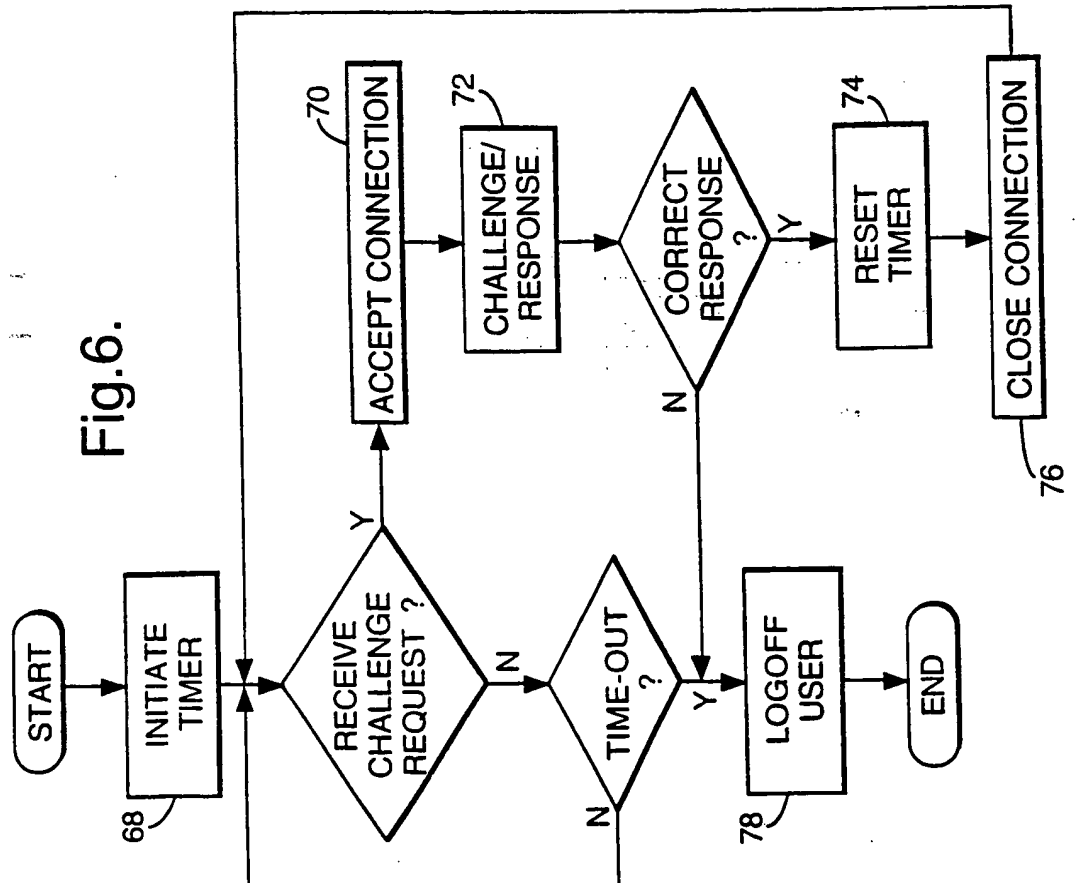 Fig.6.
START
INITIATE
TIMER
68
RECEIVE
CHALLENGE
REQUEST ?
Y
N
70
ACCEPT CONNECTION
72
CHALLENGE/
RESPONSE
CORRECT
RESPONSE
?
N
Y
74
RESET
TIMER
CLOSE CONNECTION
76
TIME-OUT
?
N
Y
LOGOFF
USER
78
END